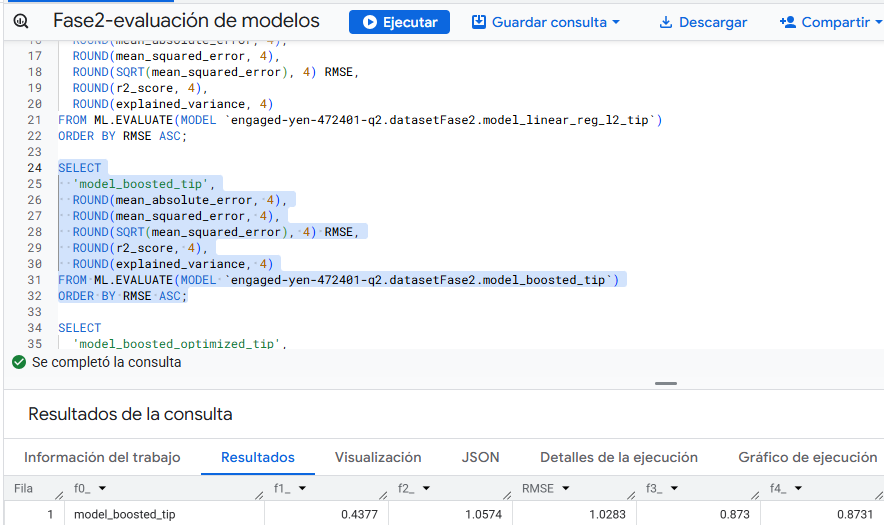 Fase2-evaluación de modelos Ejecutar Guardar consulta Descargar Compartir
16 ROUND(mean_absolute_error, 4),
17 ROUND(mean_squared_error, 4),
18 ROUND(SQRT(mean_squared_error), 4) RMSE,
19 ROUND(r2_score, 4),
20 ROUND(explained_variance, 4)
21 FROM ML.EVALUATE(MODEL `engaged-yen-472401-q2.datasetFase2.model_linear_reg_l2_tip`)
22 ORDER BY RMSE ASC;
23
24 SELECT
25 'model_boosted_tip',
26 ROUND(mean_absolute_error, 4),
27 ROUND(mean_squared_error, 4),
28 ROUND(SQRT(mean_squared_error), 4) RMSE,
29 ROUND(r2_score, 4),
30 ROUND(explained_variance, 4)
31 FROM ML.EVALUATE(MODEL `engaged-yen-472401-q2.datasetFase2.model_boosted_tip`)
32 ORDER BY RMSE ASC;
33
34 SELECT
35 'model_boosted_optimized_tip',
Se completó la consulta
Resultados de la consulta
Información del trabajo Resultados Visualización JSON Detalles de la ejecución Gráfico de ejecución
Fila f0_ f1_ f2_ RMSE f3_ f4_
1 model_boosted_tip 0.4377 1.0574 1.0283 0.873 0.8731